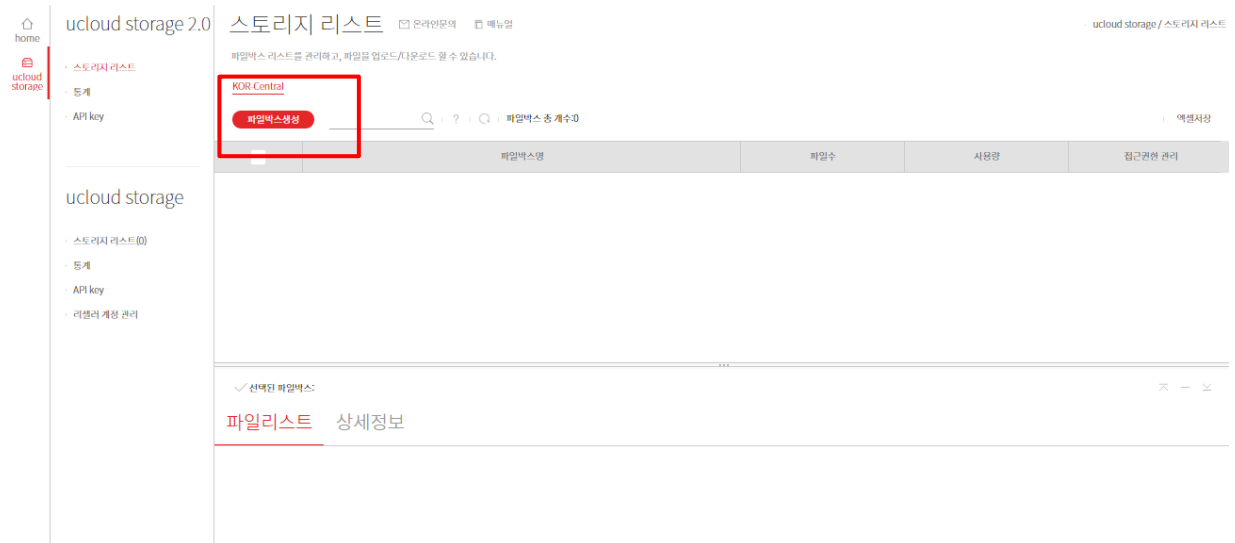 home
ucloud
storage
ucloud storage 2.0
· 스토리지 리스트
· 통계
· API key
ucloud storage
· 스토리지 리스트(0)
· 통계
· API key
· 리셀러 계정 관리
스토리지 리스트 온라인문의 매뉴얼
ucloud storage / 스토리지 리스트
파일박스 리스트를 관리하고, 파일을 업로드/다운로드 할 수 있습니다.
KOR-Central
파일박스생성 ? 파일박스 총 개수:0 엑셀저장
파일박스명 파일수 사용량 접근권한 관리
선택된 파일박스:
파일리스트 상세정보